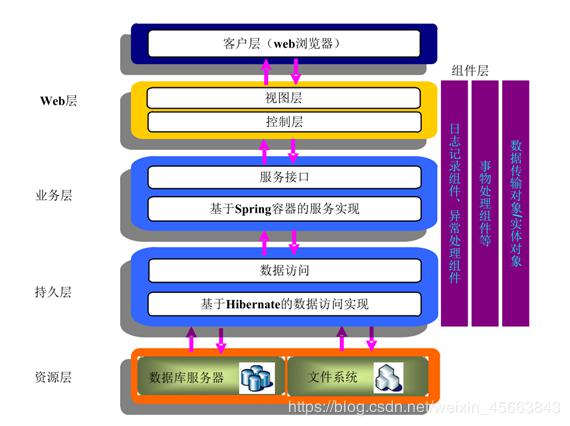 客户层（web浏览器）
组件层
Web层
视图层
控制层
业务层
服务接口
基于Spring容器的服务实现
持久层
数据访问
基于Hibernate的数据访问实现
日志记录组件、异常处理组件
事物处理组件等
数据传输对象/实体对象
资源层
数据库服务器
文件系统
https://blog.csdn.net/weixin_45663843